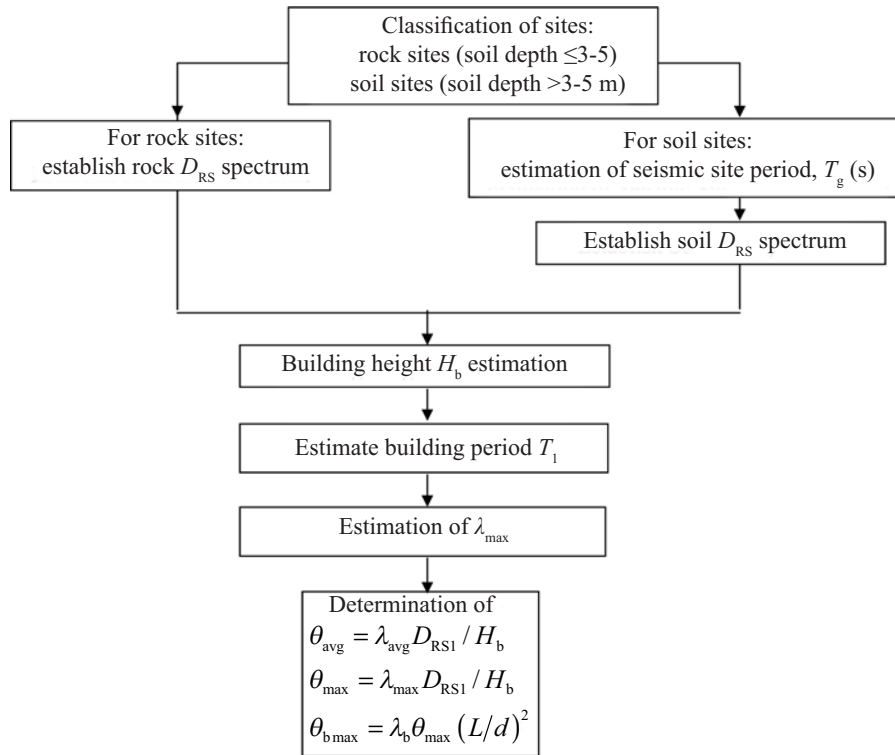 Classification of sites:
rock sites (soil depth ≤3-5)
soil sites (soil depth >3-5 m)
For rock sites:
establish rock D_RS spectrum
For soil sites:
estimation of seismic site period, T_g (s)
Establish soil D_RS spectrum
Building height H_b estimation
Estimate building period T_1
Estimation of λ_max
Determination of
θ_avg = λ_avg D_RS1 / H_b
θ_max = λ_max D_RS1 / H_b
θ_b max = λ_b θ_max (L/d)^2